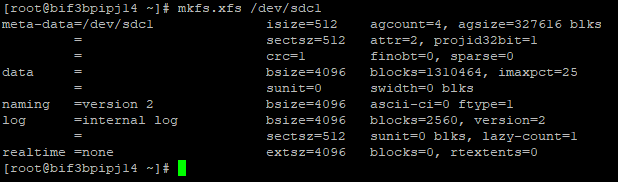 [root@bif3bpipjl4 ~]# mkfs.xfs /dev/sdc1
meta-data=/dev/sdc1 isize=512 agcount=4, agsize=327616 blks
= sectsz=512 attr=2, projid32bit=1
= crc=1 finobt=0, sparse=0
data = bsize=4096 blocks=1310464, imaxpct=25
= sunit=0 swidth=0 blks
naming =version 2 bsize=4096 ascii-ci=0 ftype=1
log =internal log bsize=4096 blocks=2560, version=2
= sectsz=512 sunit=0 blks, lazy-count=1
realtime =none extsz=4096 blocks=0, rtextents=0
[root@bif3bpipjl4 ~]#